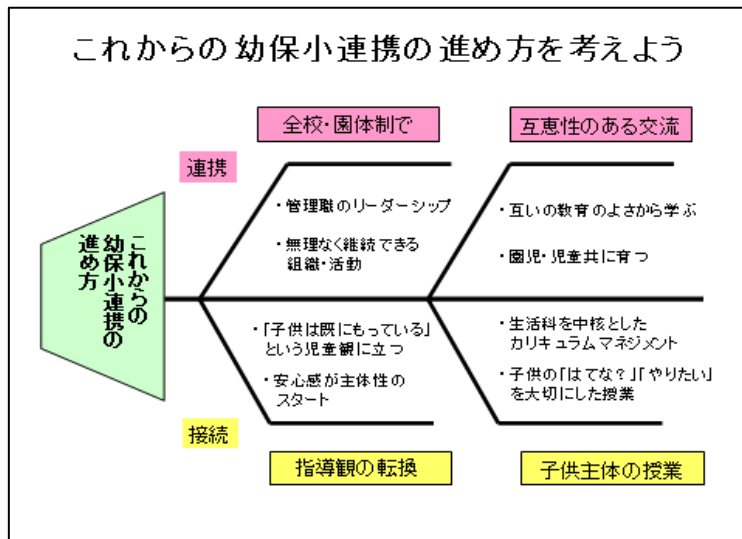 これからの幼保小連携の進め方を考えよう
全校・園体制で
互恵性のある交流
連携
・管理職のリーダーシップ
・無理なく継続できる
組織・活動
・互いの教育のよさから学ぶ
・園児・児童共に育つ
これからの
幼保小連携の
進め方
・「子供は既にもっている」
という児童観に立つ
・安心感が主体性の
スタート
・生活科を中核とした
カリキュラムマネジメント
・子供の「はてな？」「やりたい」
を大切にした授業
接続
指導観の転換
子供主体の授業